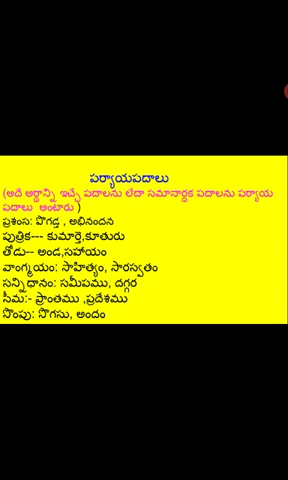 పర్యాయపదాలు
(అదే అర్థాన్ని ఇచ్చే పదాలను లేదా సమానార్థక పదాలను పర్యాయ
పదాలు అంటారు )
ప్రశంస: పొగడ్త , అభినందన
పుత్రిక--- కుమార్తె,కూతురు
తోడు-- అండ,సహాయం
వాంగ్మయం: సాహిత్యం, సారస్వతం
సన్నిధానం: సమీపము, దగ్గర
సీమ:- ప్రాంతము ,ప్రదేశము
సొంపు: సొగసు, అందం